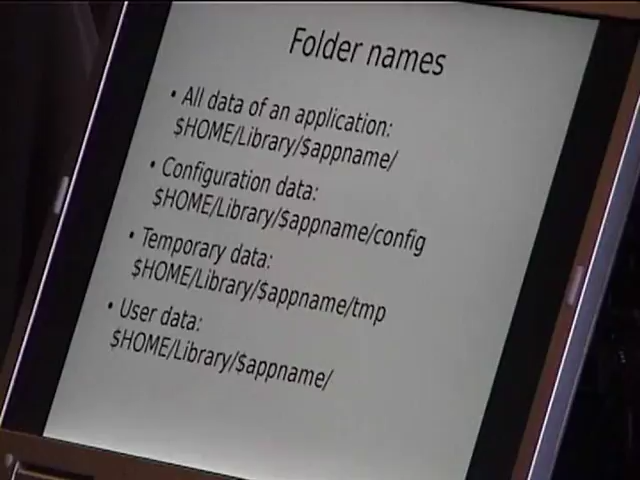 Folder names
• All data of an application:
$HOME/Library/$appname/
• Configuration data:
$HOME/Library/$appname/config
• Temporary data:
$HOME/Library/$appname/tmp
• User data:
$HOME/Library/$appname/